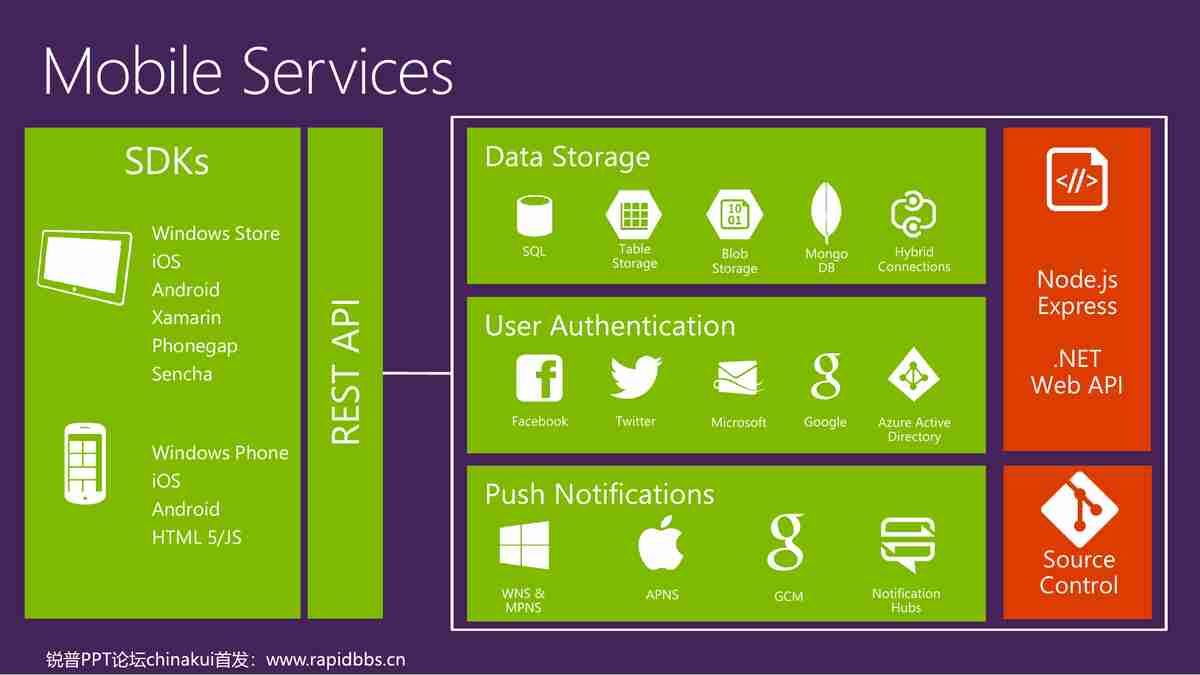 Mobile Services
SDKs
Windows Store
iOS
Android
Xamarin
Phonegap
Sencha
Windows Phone
iOS
Android
HTML 5/JS
REST API
Data Storage
SQL
Table
Storage
10
01
Blob
Storage
Mongo
DB
Hybrid
Connections
User Authentication
Facebook
Twitter
Microsoft
Google
Azure Active
Directory
Push Notifications
WNS &
MPNS
APNS
GCM
Notification
Hubs
<//>
Node.js
Express
.NET
Web API
Source
Control
锐普PPT论坛chinakui首发：www.rapidbbs.cn